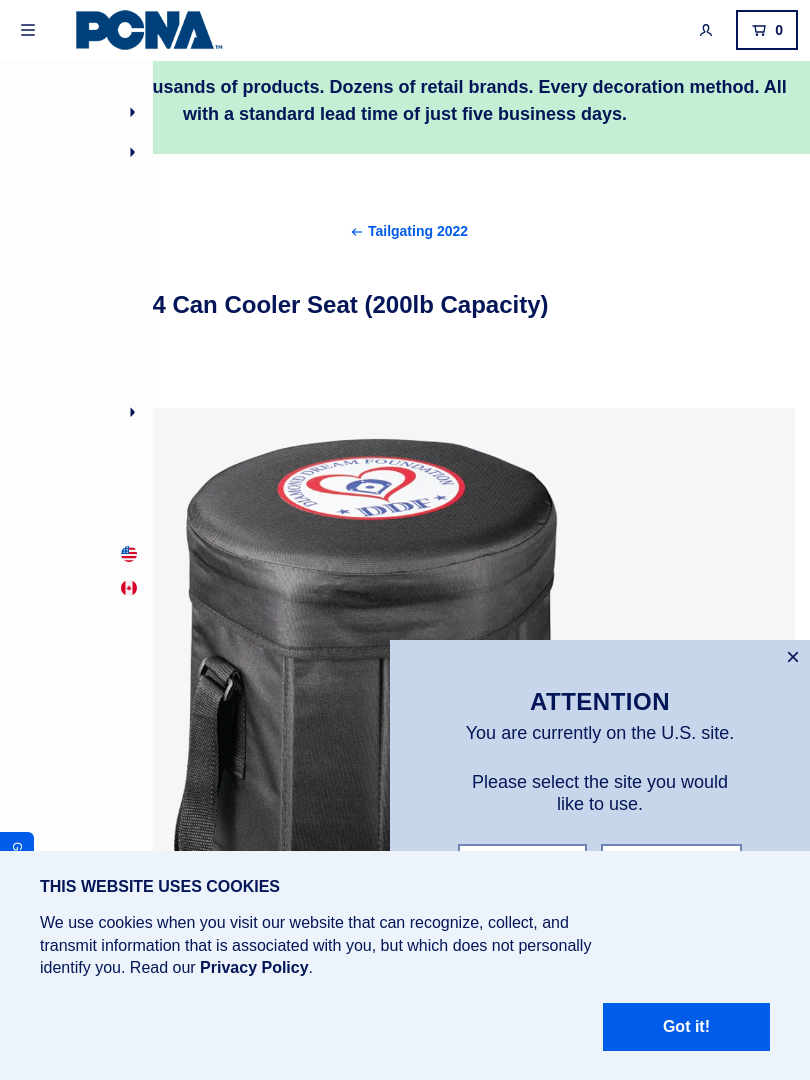 PCNA™
0
usands of products. Dozens of retail brands. Every decoration method. All
with a standard lead time of just five business days.
← Tailgating 2022
4 Can Cooler Seat (200lb Capacity)
DIAMOND DREAM FOUNDATION
DDF
ATTENTION
You are currently on the U.S. site.
Please select the site you would
like to use.
G
THIS WEBSITE USES COOKIES
We use cookies when you visit our website that can recognize, collect, and
transmit information that is associated with you, but which does not personally
identify you. Read our Privacy Policy.
Got it!